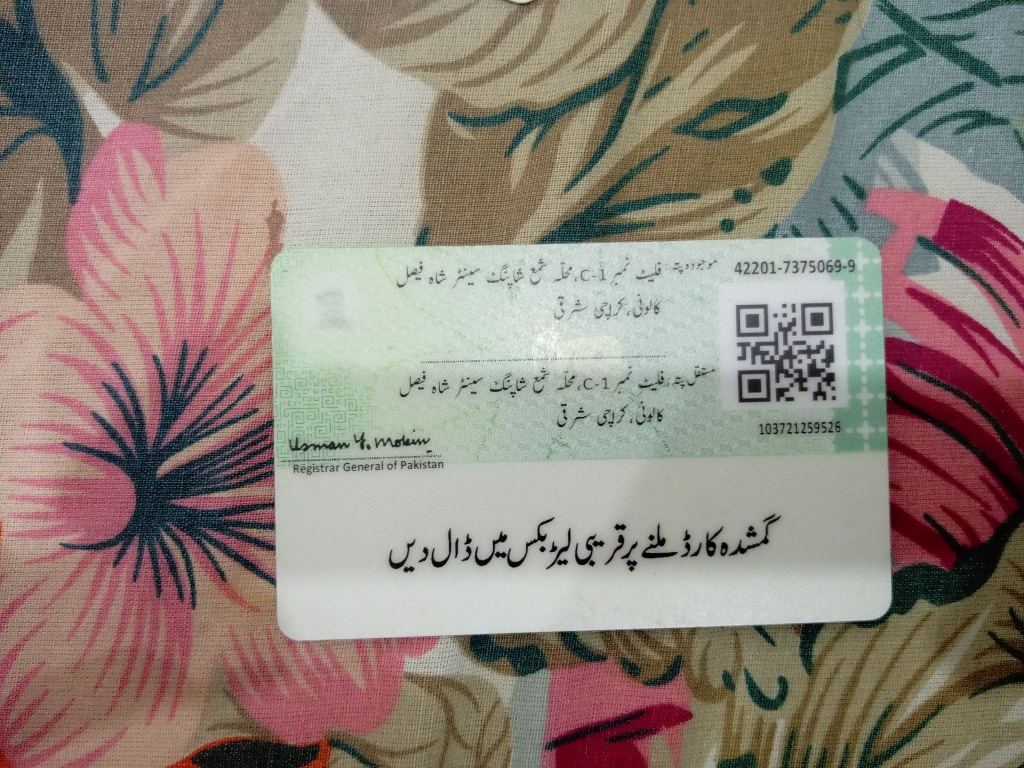 42201-7375069-9
موجودہ پتہ: فلیٹ نمبر C-1، محلّہ شمع شاپنگ سینٹر شاہ فیصل
کالونی، کراچی شرقی
مستقل پتہ: فلیٹ نمبر C-1، محلّہ شمع شاپنگ سینٹر شاہ فیصل
کالونی، کراچی شرقی
103721259526
Usman Y. Mobin
Registrar General of Pakistan
گمشدہ کارڈ ملنے پر قریبی لیٹر بکس میں ڈال دیں